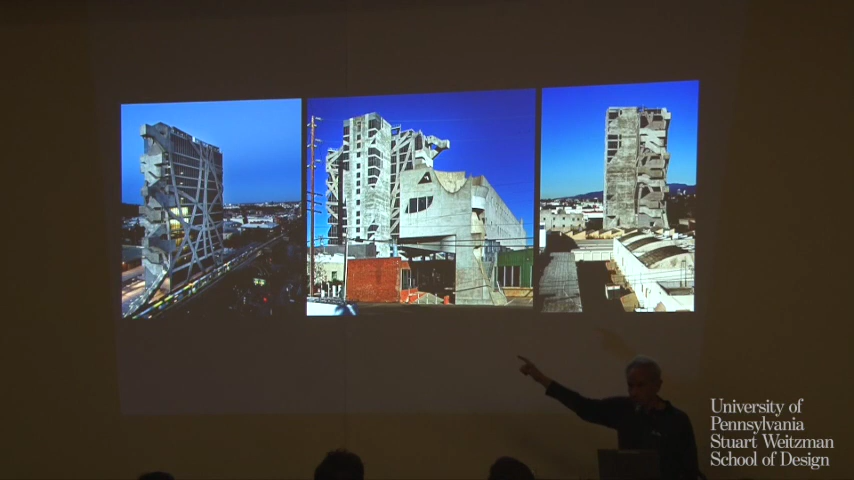 University of
Pennsylvania
Stuart Weitzman
School of Design